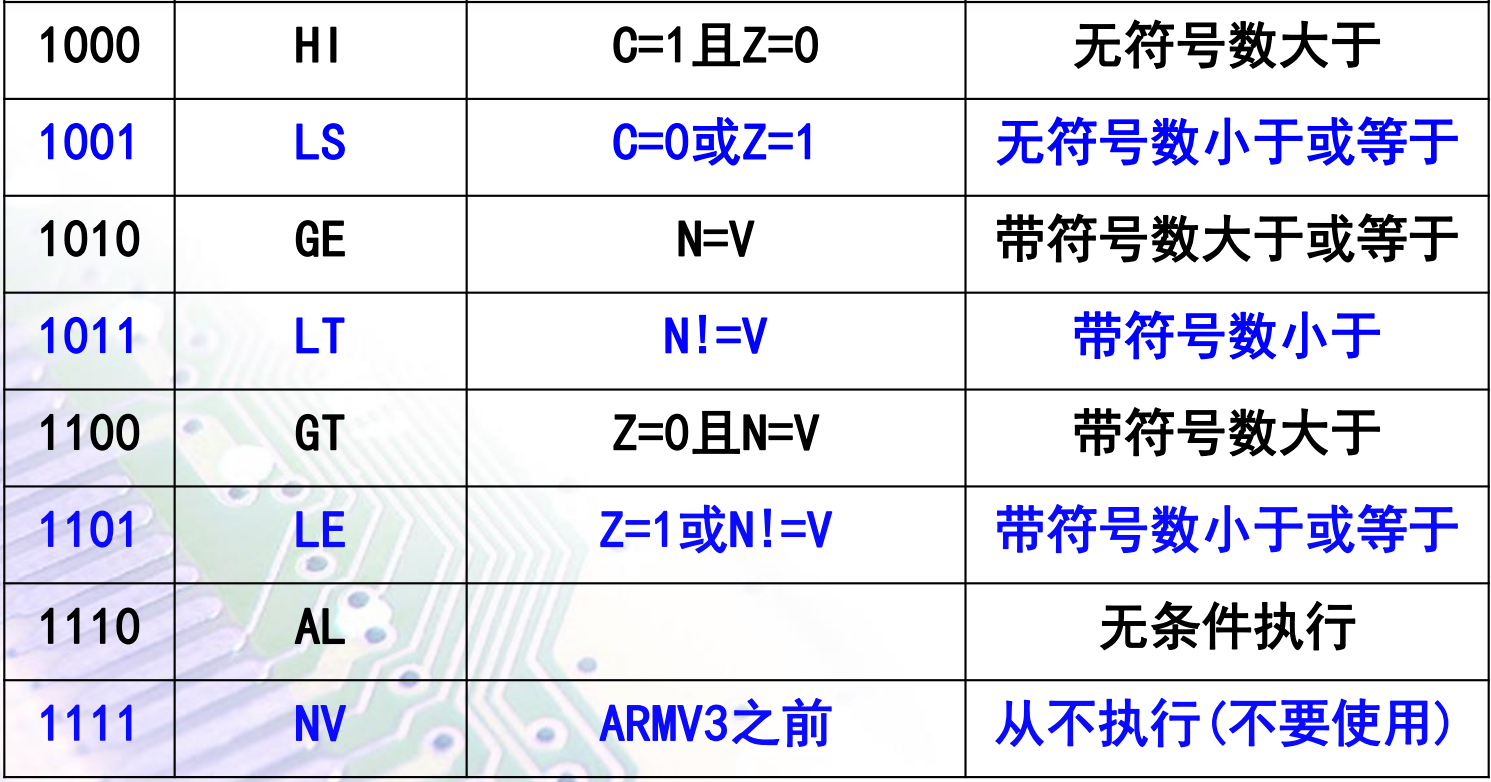 1000 HI C=1且Z=0 无符号数大于
1001 LS C=0或Z=1 无符号数小于或等于
1010 GE N=V 带符号数大于或等于
1011 LT N!=V 带符号数小于
1100 GT Z=0且N=V 带符号数大于
1101 LE Z=1或N!=V 带符号数小于或等于
1110 AL 无条件执行
1111 NV ARMV3之前 从不执行(不要使用)